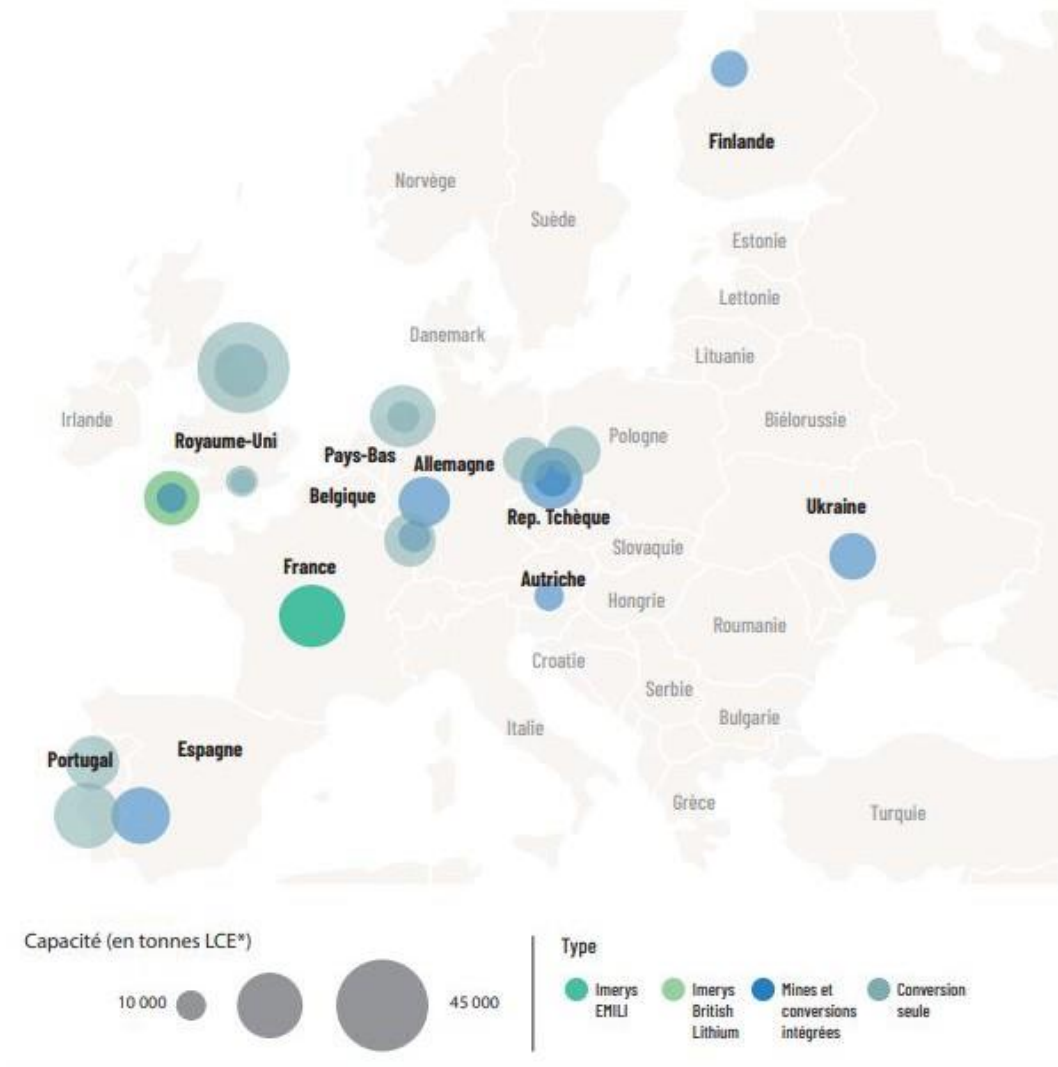 Finlande
Norvège
Suède
Estonie
Lettonie
Danemark
Lituanie
Irlande
Biélorussie
Royaume-Uni
Pologne
Pays-Bas
Allemagne
Belgique
Ukraine
Rep. Tchèque
Slovaquie
France
Autriche
Hongrie
Roumanie
Croatie
Serbie
Bulgarie
Italie
Espagne
Portugal
Grèce
Turquie
Capacité (en tonnes LCE*)
10 000
45 000
Type
Imerys
EMILI
Imerys
British
Lithium
Mines et
conversions
intégrées
Conversion
seule